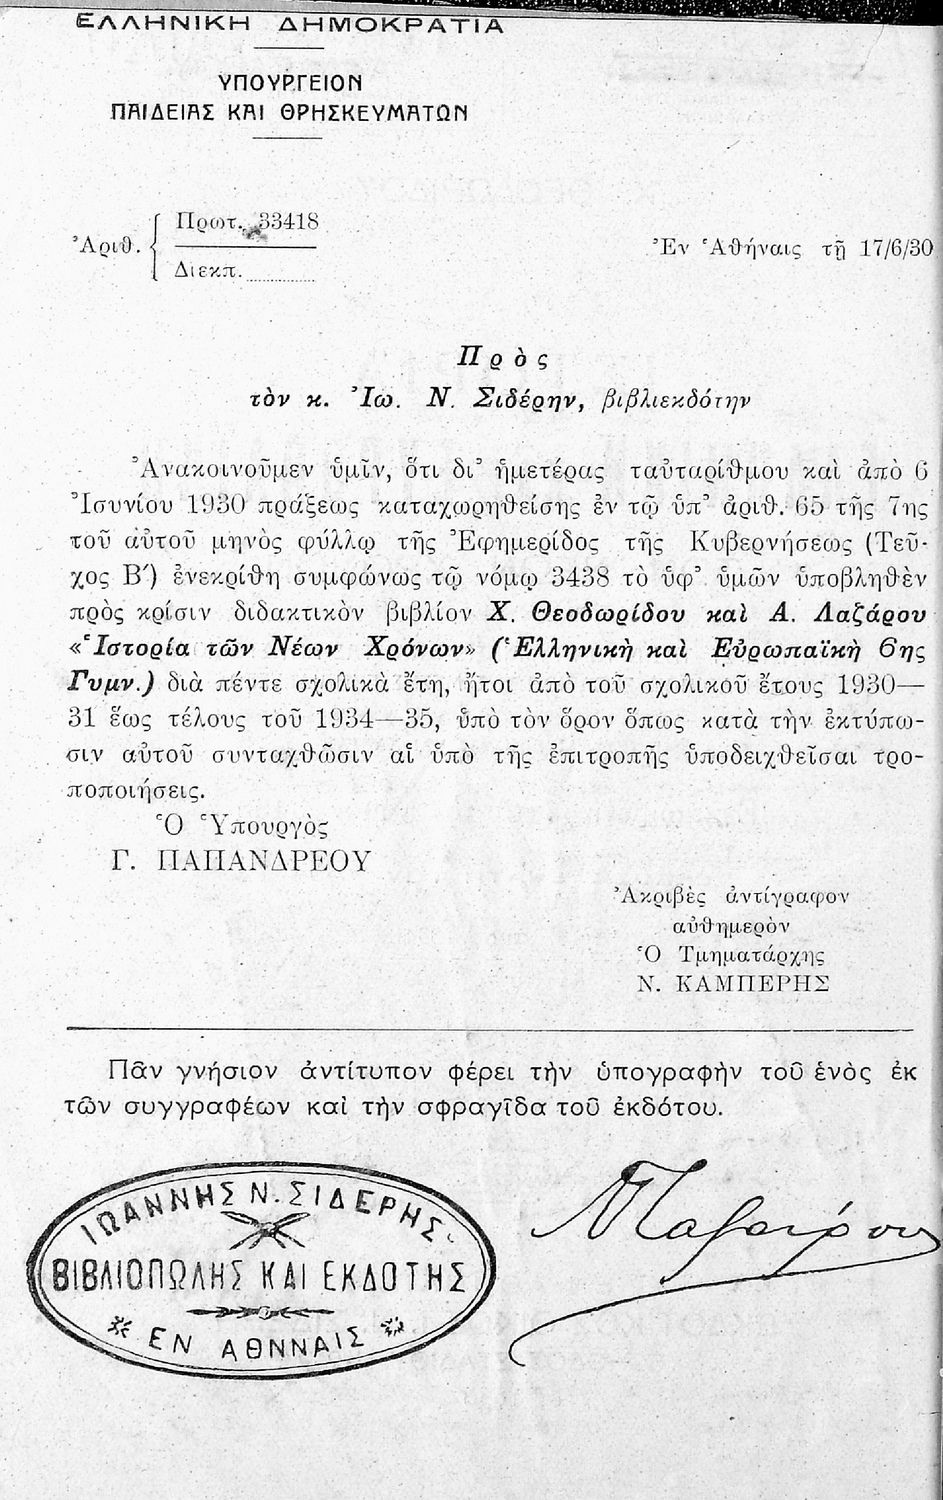 ΕΛΛΗΝΙΚΗ ΔΗΜΟΚΡΑΤΙΑ
ΥΠΟΥΡΓΕΙΟΝ
ΠΑΙΔΕΙΑΣ ΚΑΙ ΘΡΗΣΚΕΥΜΑΤΩΝ
Πρωτ. 33418
Ἀριθ.
Διεκπ.
Ἐν Ἀθήναις τῇ 17/6/30
Πρὸς
τὸν κ. Ἰω. Ν. Σιδέρην, βιβλιεκδότην
Ἀνακοινοῦμεν ὑμῖν, ὅτι δι᾽ ἡμετέρας ταὐταρίθμου καὶ ἀπὸ 6
Ἰουνίου 1930 πράξεως καταχωρηθείσης ἐν τῷ ὑπ᾽ ἀριθ. 65 τῆς 7ης
τοῦ αὐτοῦ μηνὸς φύλλῳ τῆς Ἐφημερίδος τῆς Κυβερνήσεως (Τεῦ-
χος Β´) ἐνεκρίθη συμφώνως τῷ νόμῳ 3438 τὸ ὑφ᾽ ὑμῶν ὑποβληθὲν
πρὸς κρίσιν διδακτικὸν βιβλίον Χ. Θεοδωρίδου καὶ Α. Λαζάρου
«Ἱστορία τῶν Νέων Χρόνων» (Ἑλληνικὴ καὶ Εὐρωπαϊκὴ 6ης
Γυμν.) διὰ πέντε σχολικὰ ἔτη, ἤτοι ἀπὸ τοῦ σχολικοῦ ἔτους 1930—
31 ἕως τέλους τοῦ 1934—35, ὑπὸ τὸν ὅρον ὅπως κατὰ τὴν ἐκτύπω-
σιν αὐτοῦ συνταχθῶσιν αἱ ὑπὸ τῆς ἐπιτροπῆς ὑποδειχθεῖσαι τρο-
ποποιήσεις.
Ὁ Ὑπουργὸς
Γ. ΠΑΠΑΝΔΡΕΟΥ
Ἀκριβὲς ἀντίγραφον
αὐθημερὸν
Ὁ Τμηματάρχης
Ν. ΚΑΜΠΕΡΗΣ
Πᾶν γνήσιον ἀντίτυπον φέρει τὴν ὑπογραφὴν τοῦ ἑνὸς ἐκ
τῶν συγγραφέων καὶ τὴν σφραγῖδα τοῦ ἐκδότου.
ΙΩΑΝΝΗΣ Ν. ΣΙΔΕΡΗΣ
ΒΙΒΛΙΟΠΩΛΗΣ ΚΑΙ ΕΚΔΟΤΗΣ
ΕΝ ΑΘΝΝΑΙΣ